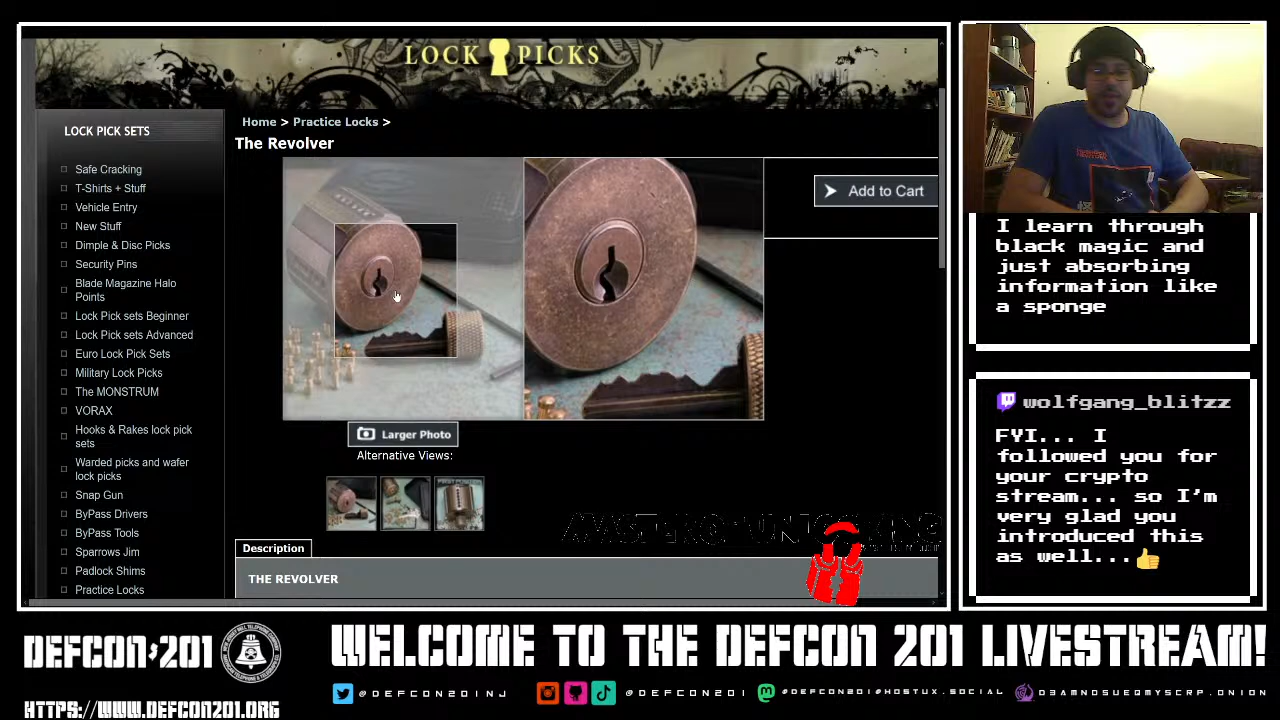 LOCK PICKS
LOCK PICK SETS
Safe Cracking
T-Shirts + Stuff
Vehicle Entry
New Stuff
Dimple & Disc Picks
Security Pins
Blade Magazine Halo
Points
Lock Pick sets Beginner
Lock Pick sets Advanced
Euro Lock Pick Sets
Military Lock Picks
The MONSTRUM
VORAX
Hooks & Rakes lock pick
sets
Warded picks and wafer
lock picks
Snap Gun
ByPass Drivers
ByPass Tools
Sparrows Jim
Padlock Shims
Practice Locks
Home > Practice Locks >
The Revolver
Add to Cart
Larger Photo
Alternative Views:
Description
THE REVOLVER
I learn through
black magic and
just absorbing
information like
a sponge
wolfgang_blitzz
FYI... I
followed you for
your crypto
stream... so I'm
very glad you
introduced this
as well...👍
DEFCON 201
HTTPS://WWW.DEFCON201.ORG
WELCOME TO THE DEFCON 201 LIVESTREAM!
@DEFCON201NJ
@DEFCON201
@DEFCON201@HOSTUX.SOCIAL